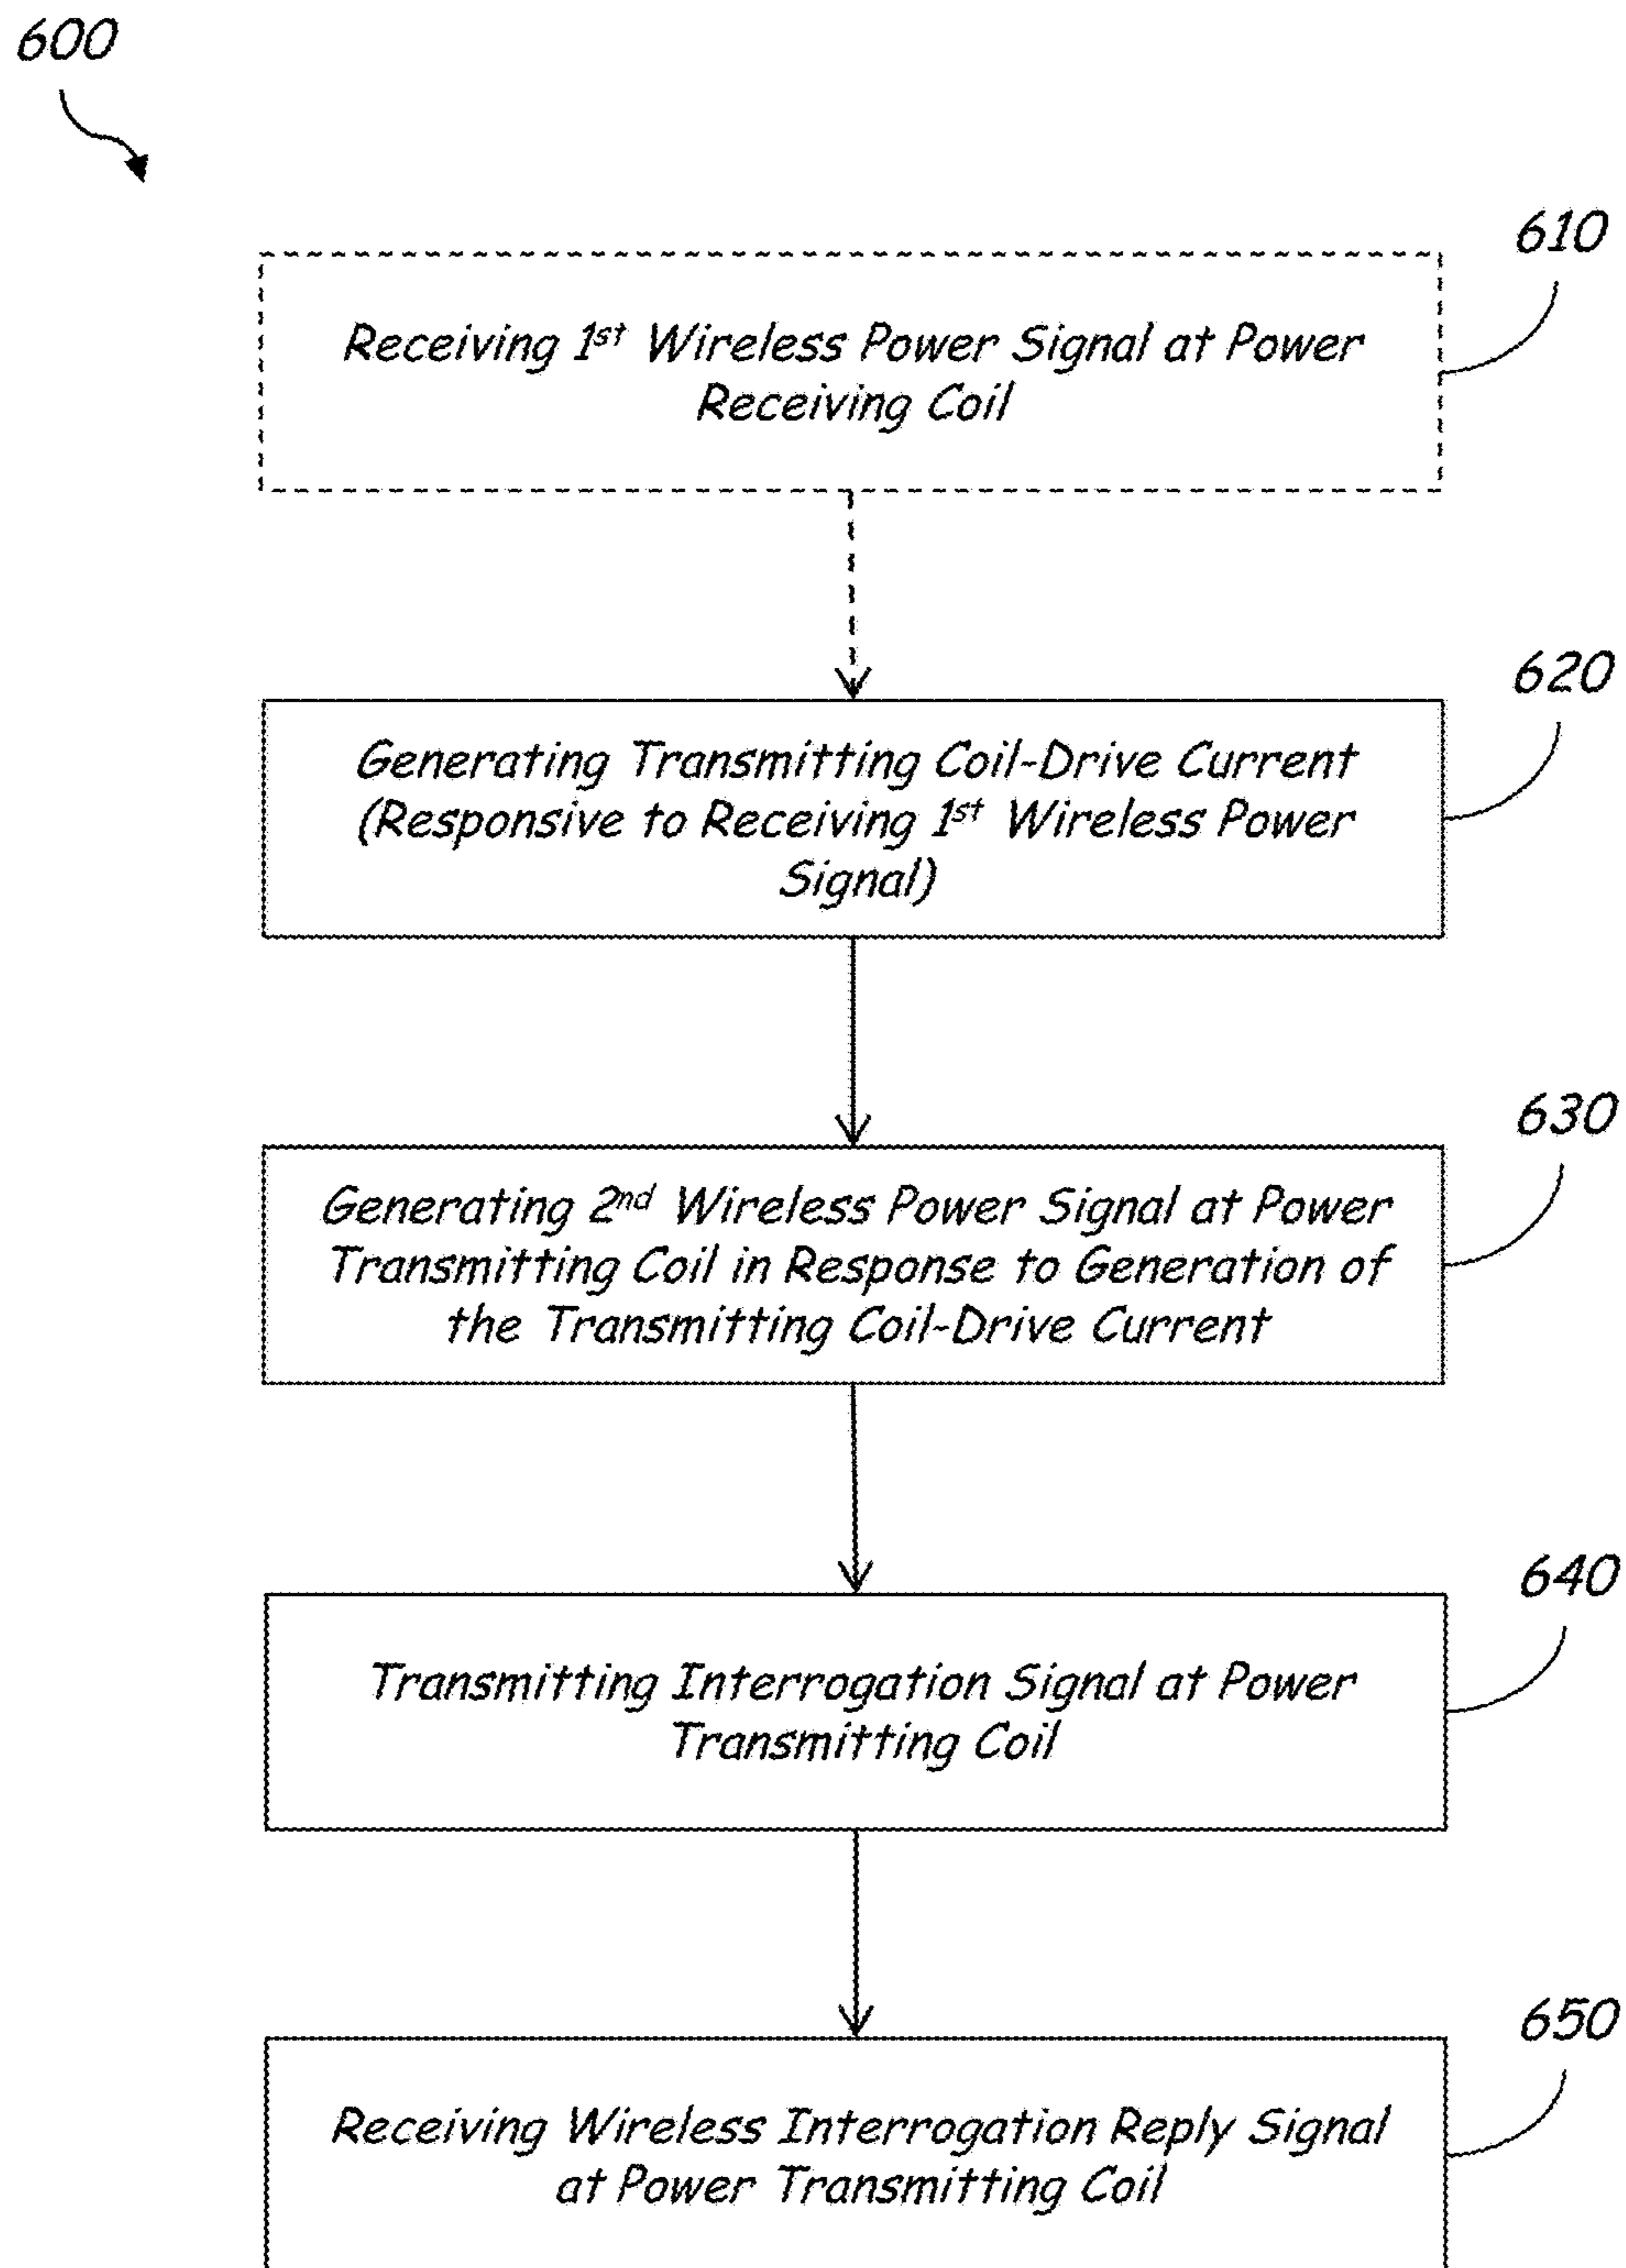 600
610
Receiving 1st Wireless Power Signal at Power
Receiving Coil
620
Generating Transmitting Coil-Drive Current
(Responsive to Receiving 1st Wireless Power
Signal)
630
Generating 2nd Wireless Power Signal at Power
Transmitting Coil in Response to Generation of
the Transmitting Coil-Drive Current
640
Transmitting Interrogation Signal at Power
Transmitting Coil
650
Receiving Wireless Interrogation Reply Signal
at Power Transmitting Coil